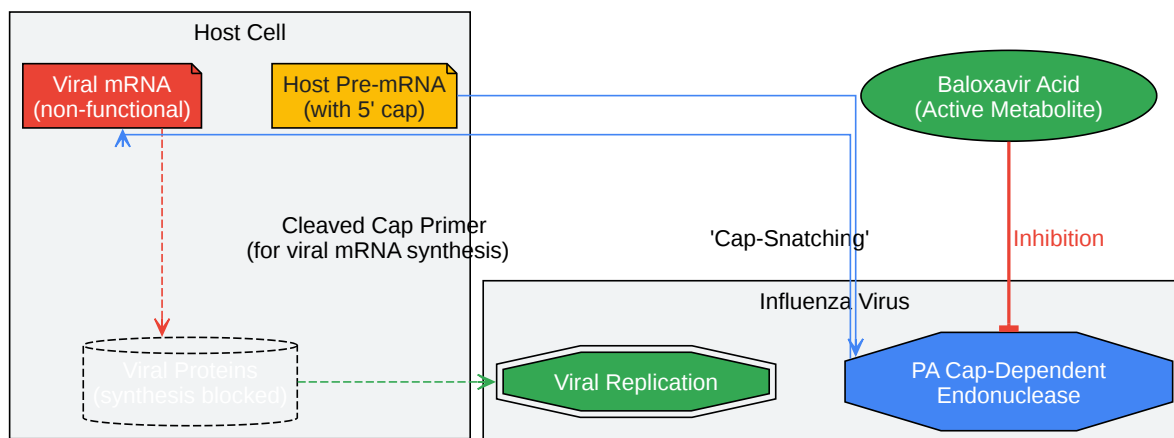 Host Cell
Viral mRNA
(non-functional)
Host Pre-mRNA
(with 5' cap)
Baloxavir Acid
(Active Metabolite)
Cleaved Cap Primer
(for viral mRNA synthesis)
'Cap-Snatching'
Inhibition
Influenza Virus
Viral Proteins
(synthesis blocked)
Viral Replication
PA Cap-Dependent
Endonuclease